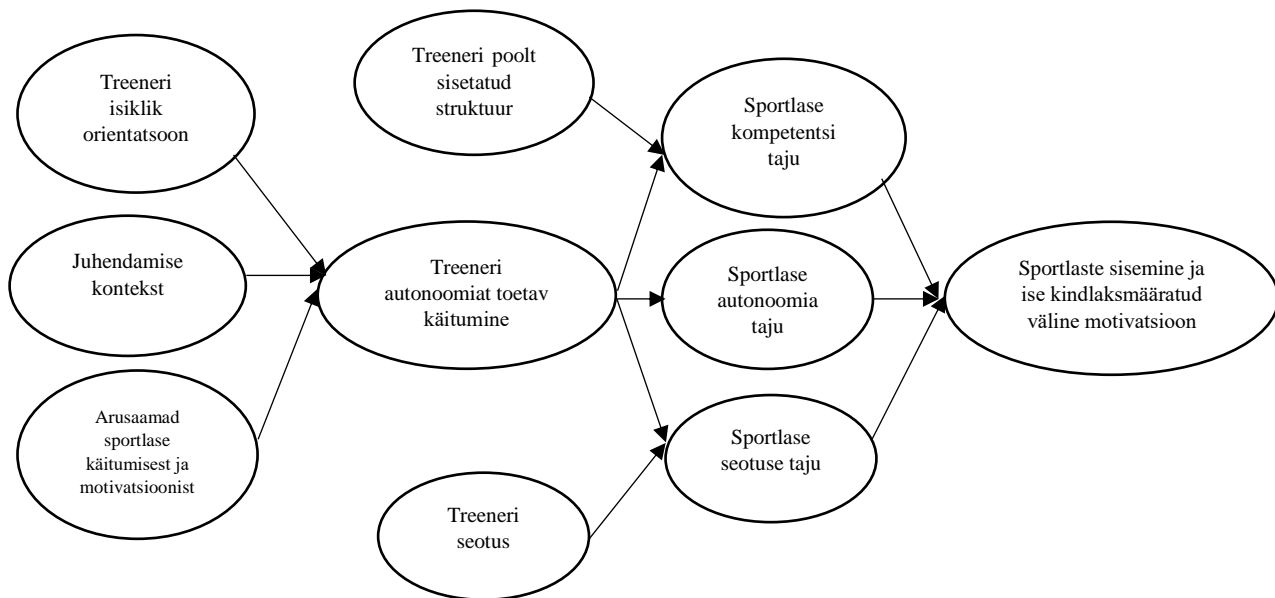 Treeneri
isiklik
orientatsoon
Juhendamise
kontekst
Arusaamad
sportlase
käitumisest ja
motivatsioonist
Treeneri poolt
sisetatud
struktuur
Treeneri
autonoomiat toetav
käitumine
Treeneri
seotus
Sportlase
kompetentsi
taju
Sportlase
autonoomia
taju
Sportlase
seotuse taju
Sportlaste sisemine ja
ise kindlaksmääratud
väline motivatsioon